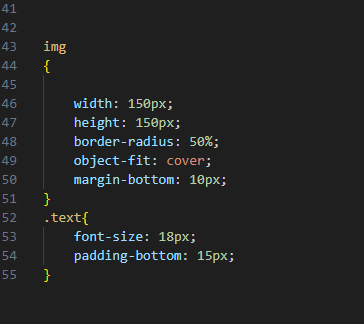 41
42
43 img
44 {
45
46 width: 150px;
47 height: 150px;
48 border-radius: 50%;
49 object-fit: cover;
50 margin-bottom: 10px;
51 }
52 .text{
53 font-size: 18px;
54 padding-bottom: 15px;
55 }